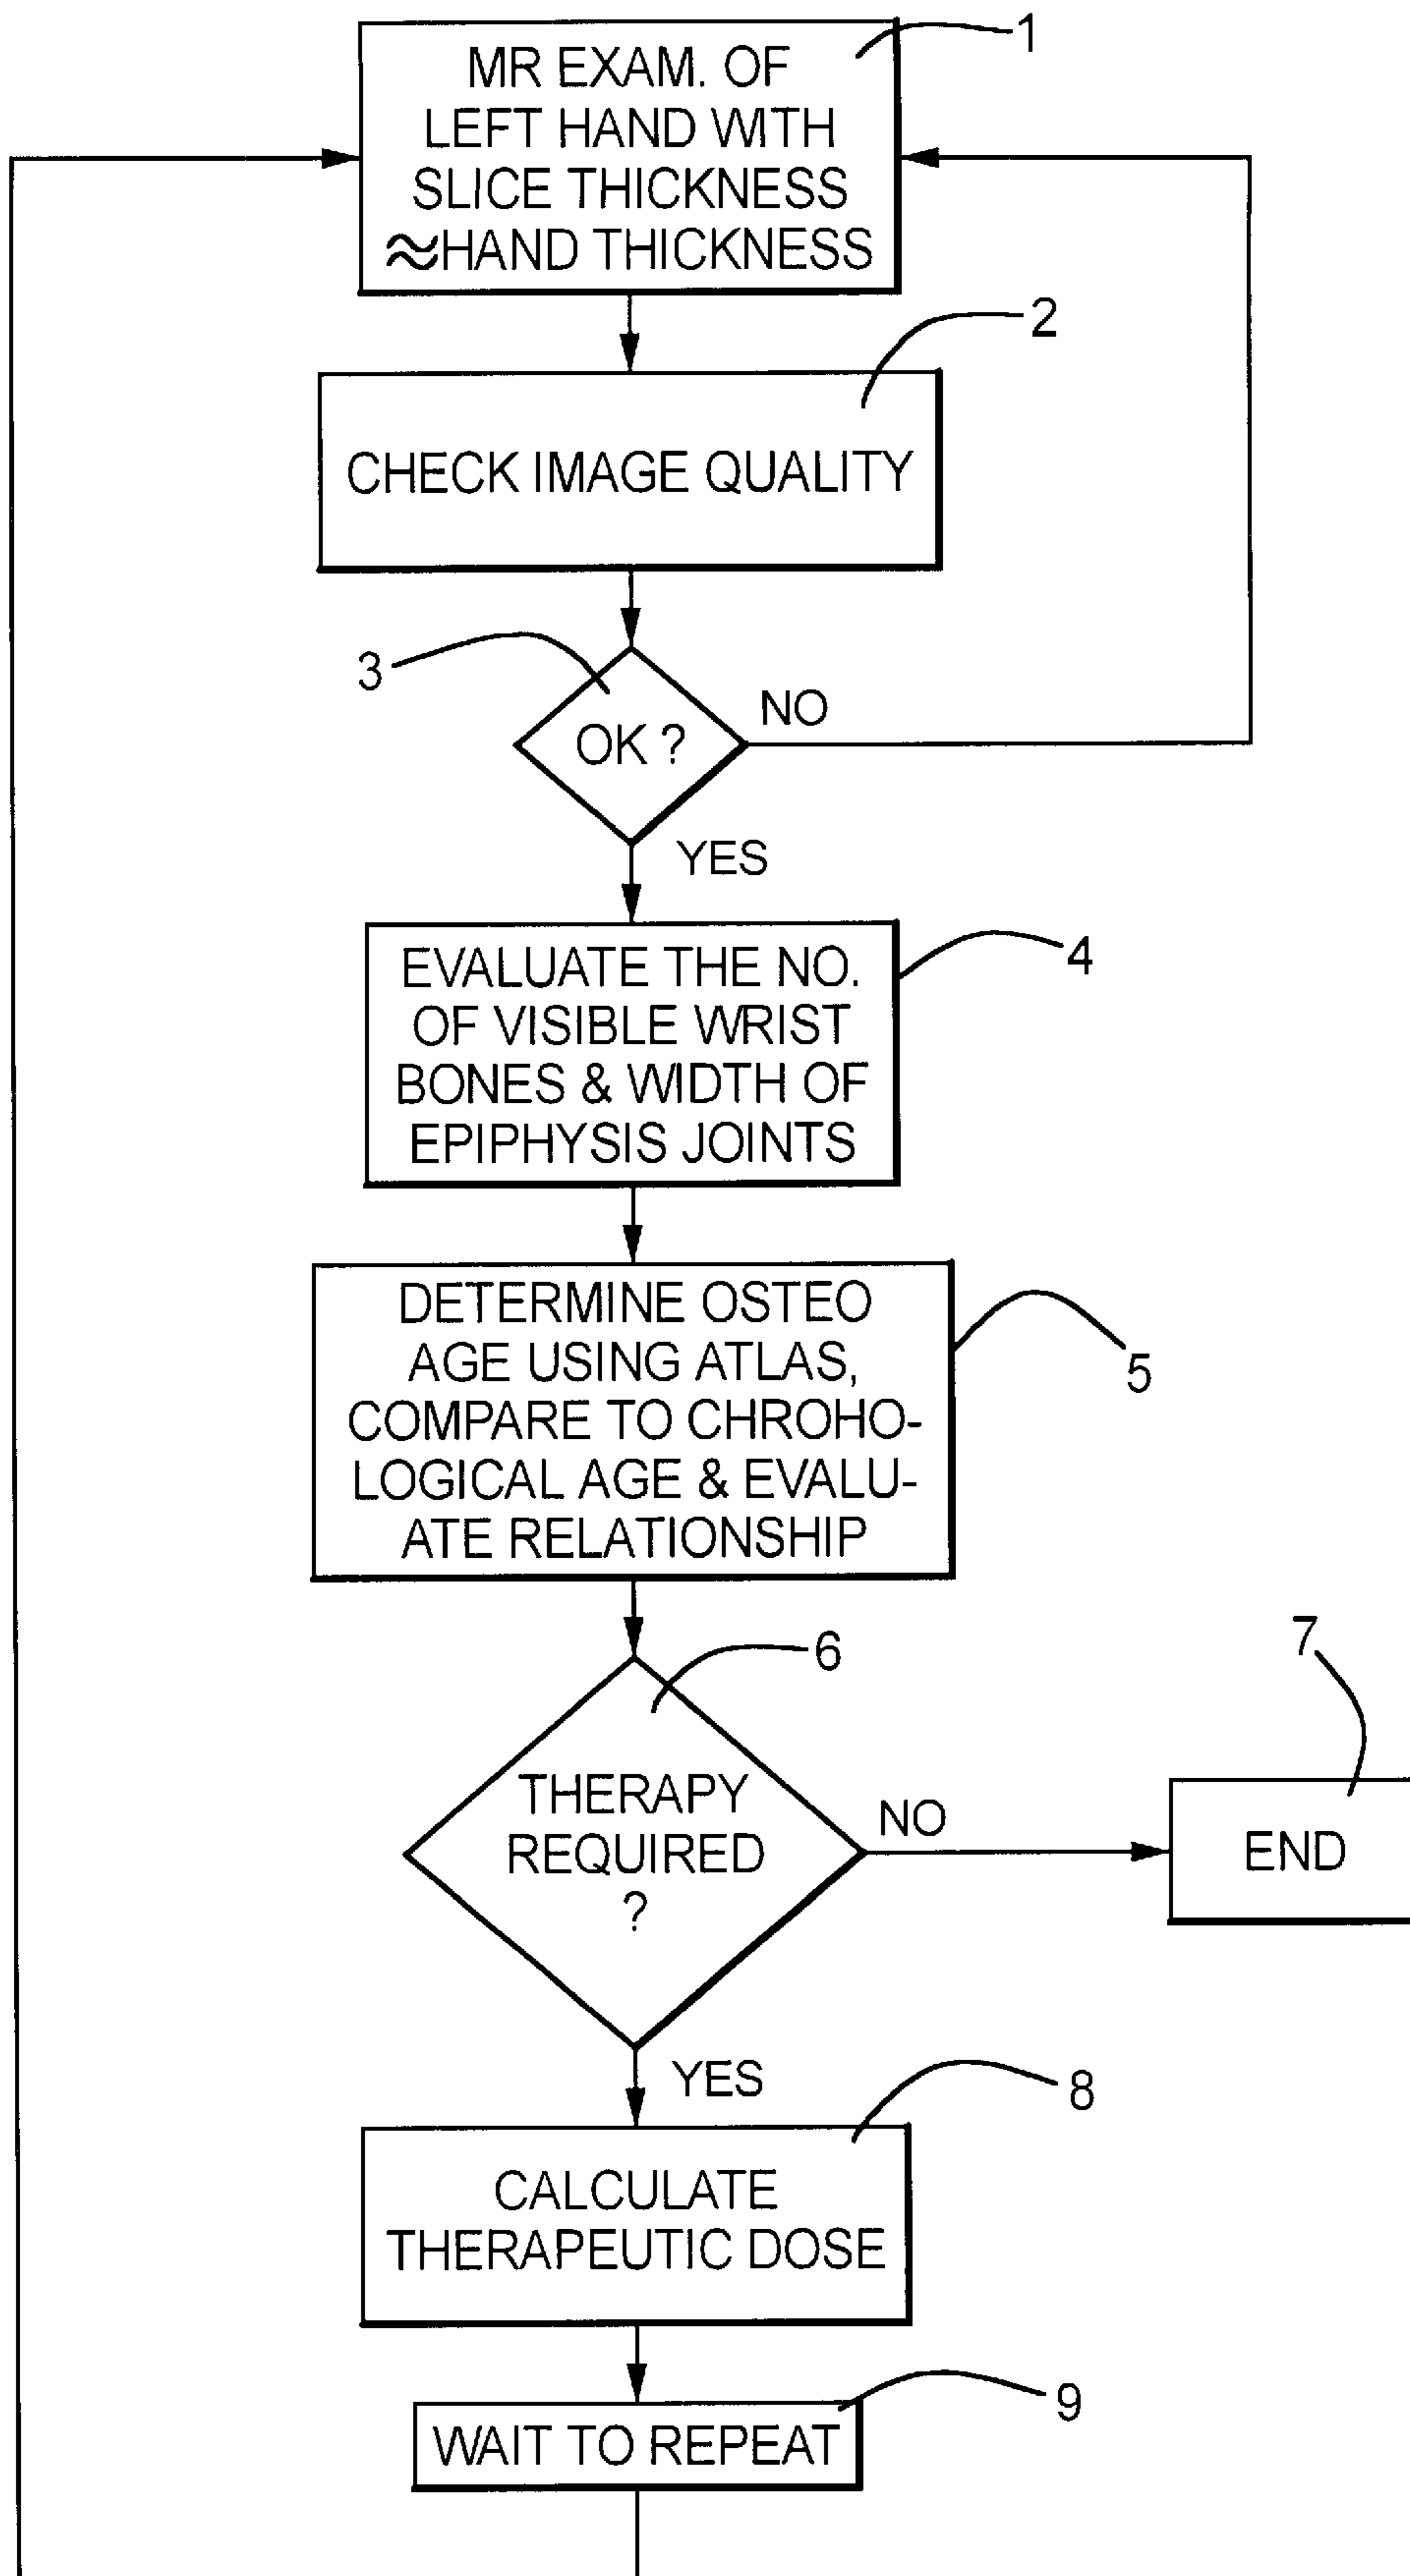 1
MR EXAM. OF
LEFT HAND WITH
SLICE THICKNESS
≈HAND THICKNESS
2
CHECK IMAGE QUALITY
3
OK ?
NO
YES
4
EVALUATE THE NO.
OF VISIBLE WRIST
BONES & WIDTH OF
EPIPHYSIS JOINTS
5
DETERMINE OSTEO
AGE USING ATLAS,
COMPARE TO CHROHO-
LOGICAL AGE & EVALU-
ATE RELATIONSHIP
6
THERAPY
REQUIRED
?
NO
7
END
YES
8
CALCULATE
THERAPEUTIC DOSE
9
WAIT TO REPEAT